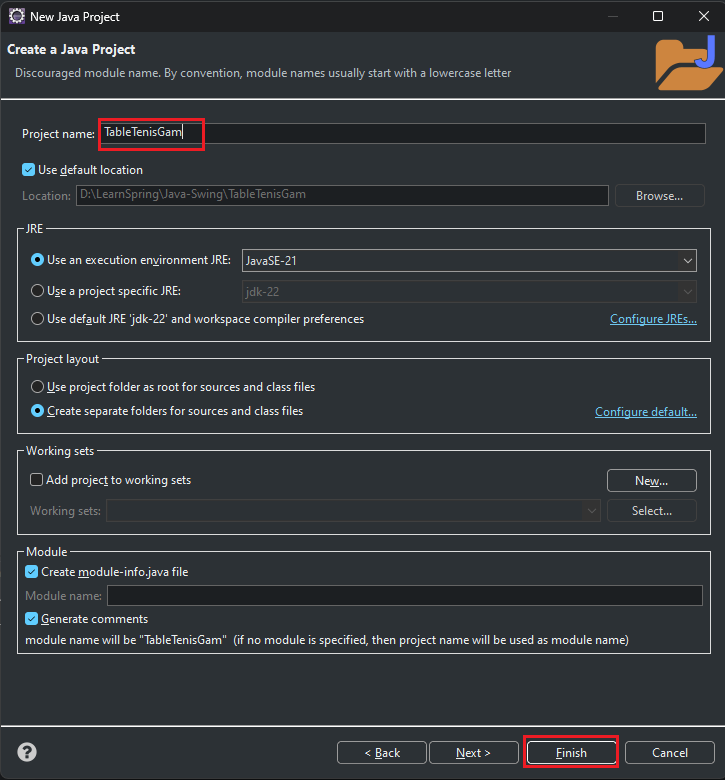 New Java Project
Create a Java Project
Discouraged module name. By convention, module names usually start with a lowercase letter
Project name: TableTenisGam
Use default location
Location: D:\LearnSpring\Java-Swing\TableTenisGam Browse...
JRE
Use an execution environment JRE: JavaSE-21
Use a project specific JRE: jdk-22
Use default JRE 'jdk-22' and workspace compiler preferences Configure JREs...
Project layout
Use project folder as root for sources and class files
Create separate folders for sources and class files Configure default...
Working sets
Add project to working sets New...
Working sets: Select...
Module
Create module-info.java file
Module name:
Generate comments
module name will be "TableTenisGam" (if no module is specified, then project name will be used as module name)
? < Back Next > Finish Cancel